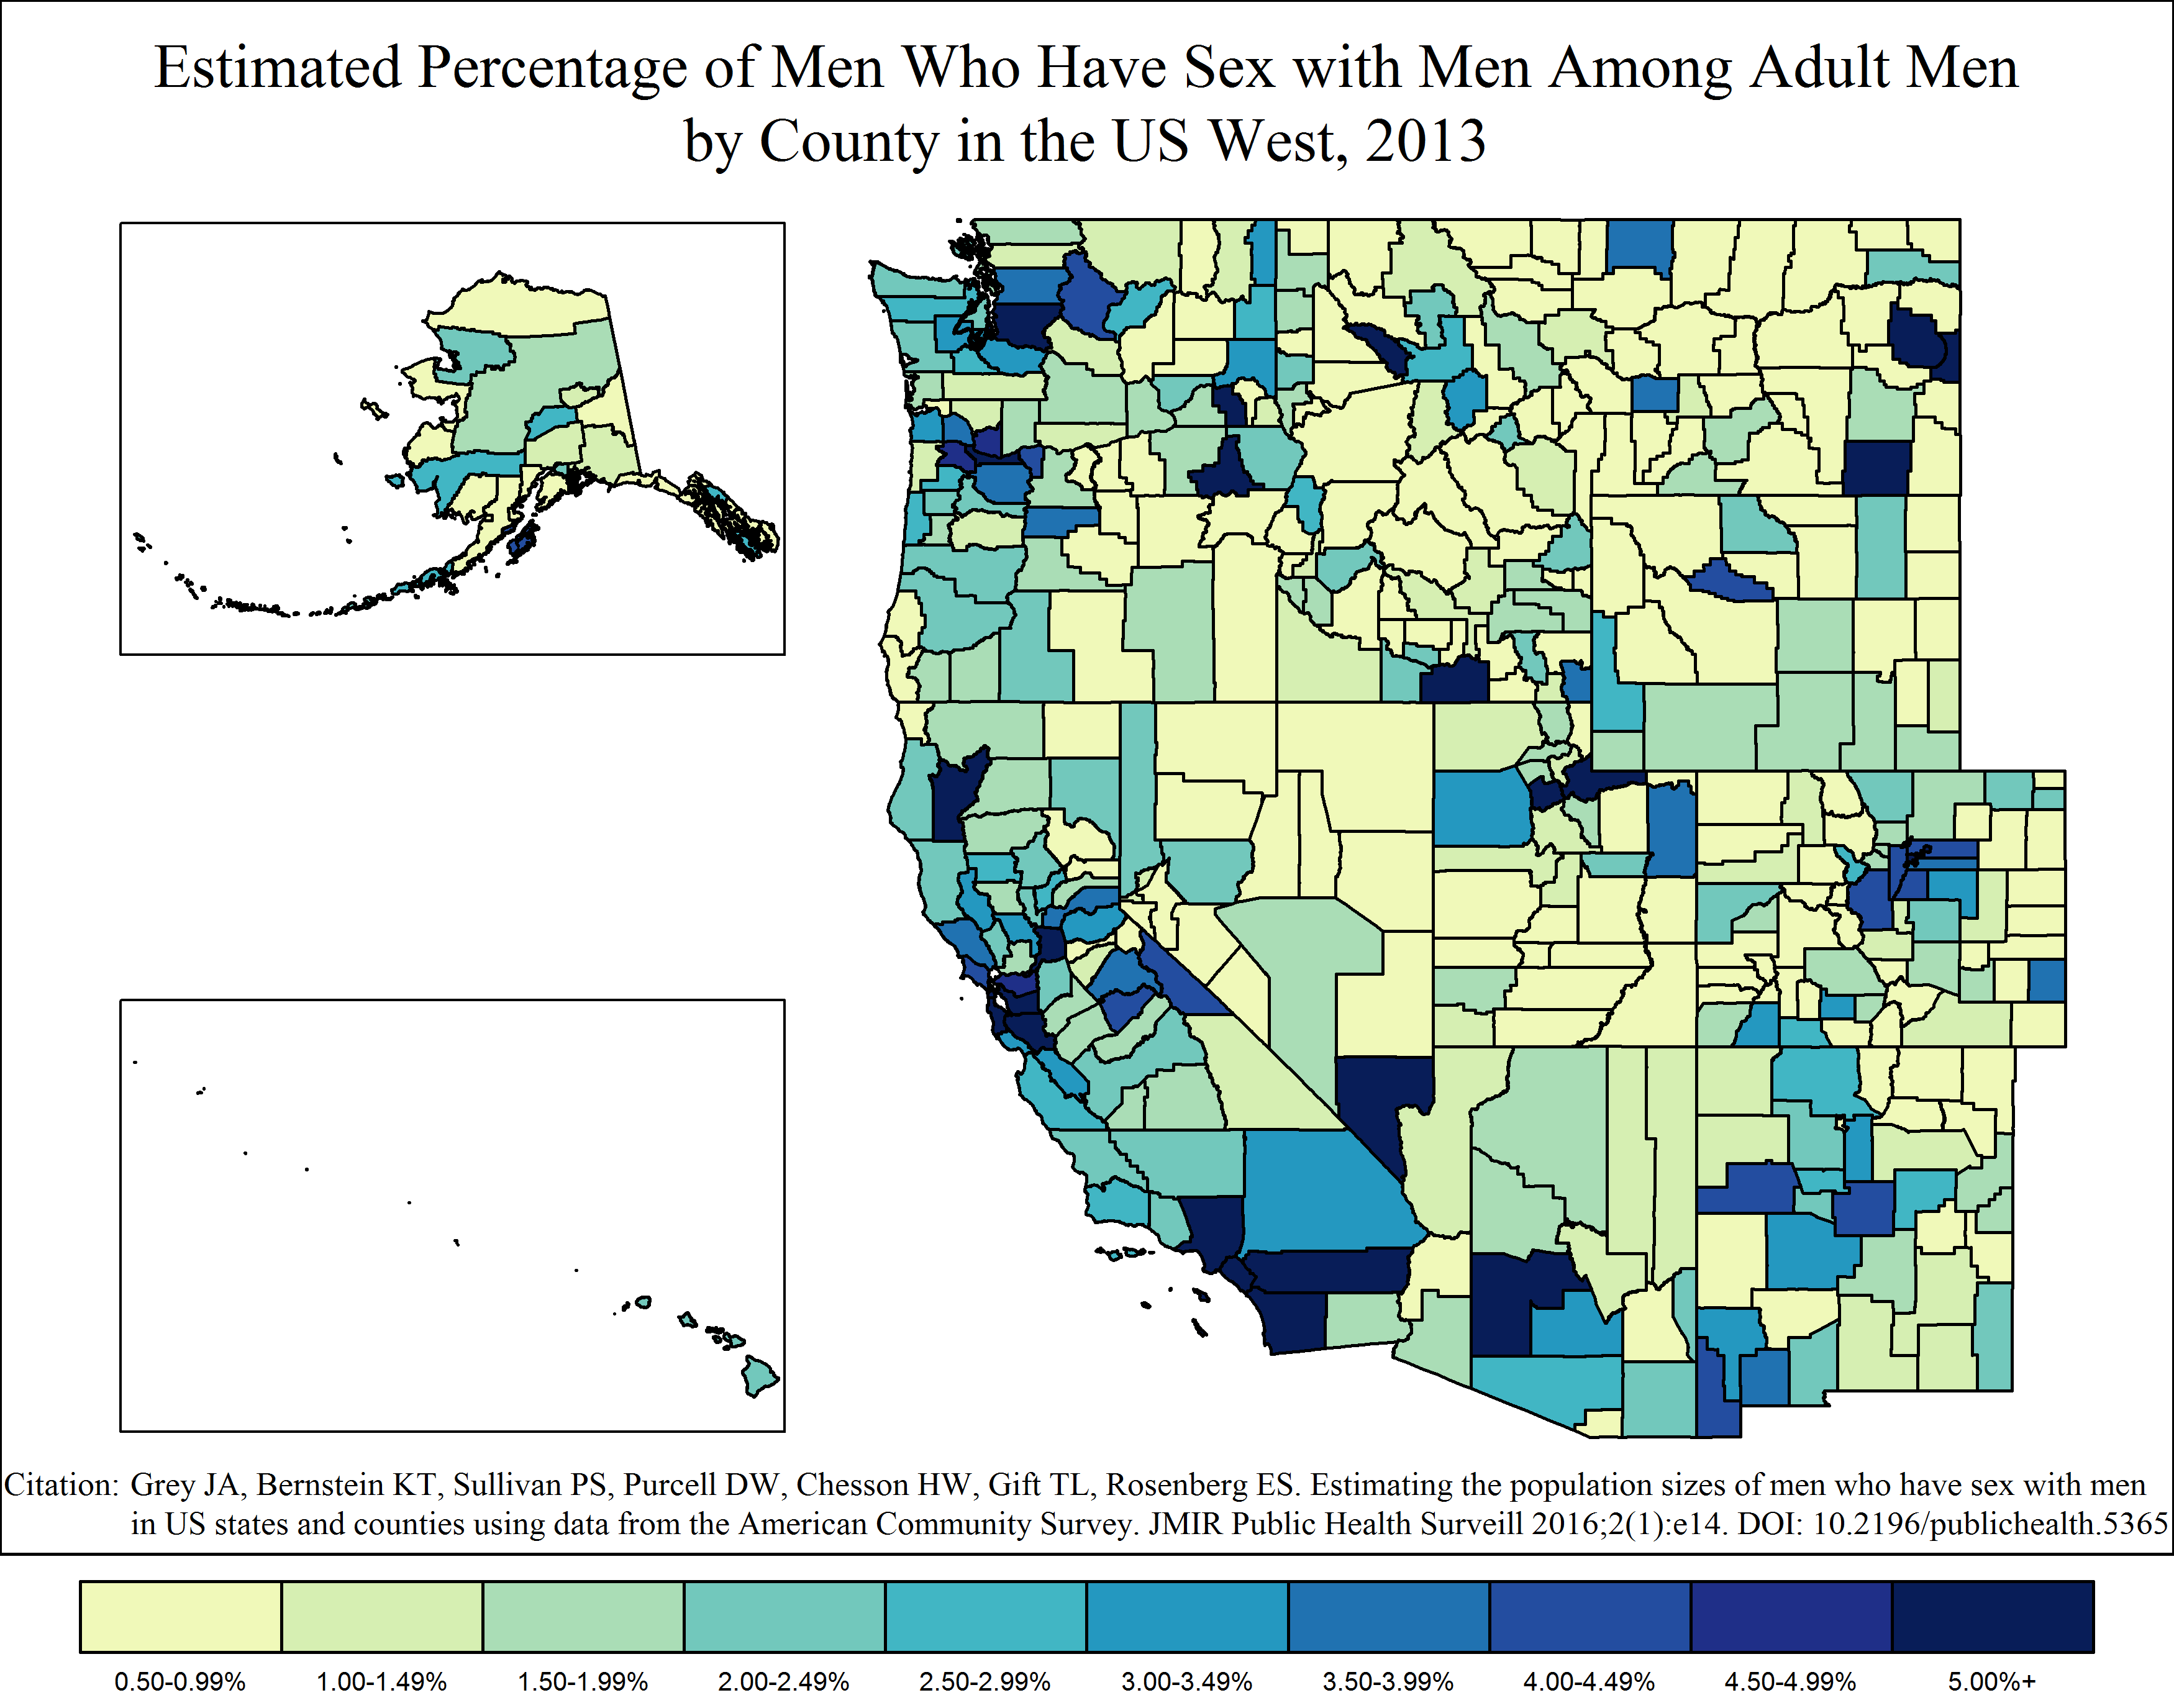 Estimated Percentage of Men Who Have Sex with Men Among Adult Men
by County in the US West, 2013
Citation: Grey JA, Bernstein KT, Sullivan PS, Purcell DW, Chesson HW, Gift TL, Rosenberg ES. Estimating the population sizes of men who have sex with men
in US states and counties using data from the American Community Survey. JMIR Public Health Surveill 2016;2(1):e14. DOI: 10.2196/publichealth.5365
0.50-0.99% 1.00-1.49% 1.50-1.99% 2.00-2.49% 2.50-2.99% 3.00-3.49% 3.50-3.99% 4.00-4.49% 4.50-4.99% 5.00%+